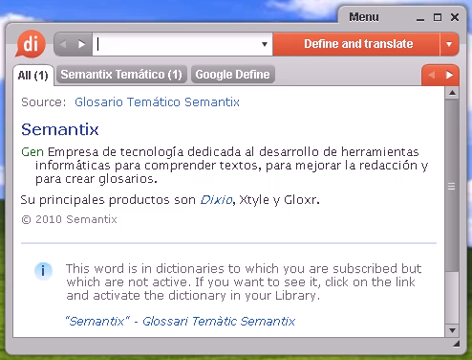 Menu
di
Define and translate
All (1) Semantix Temático (1) Google Define
Source: Glosario Temático Semantix
Semantix
Gen Empresa de tecnología dedicada al desarrollo de herramientas
informáticas para comprender textos, para mejorar la redacción y
para crear glosarios.
Su principales productos son Dixio, Xtyle y Gloxr.
© 2010 Semantix
i
This word is in dictionaries to which you are subscribed but
which are not active. If you want to see it, click on the link
and activate the dictionary in your Library.
"Semantix" - Glossari Temàtic Semantix